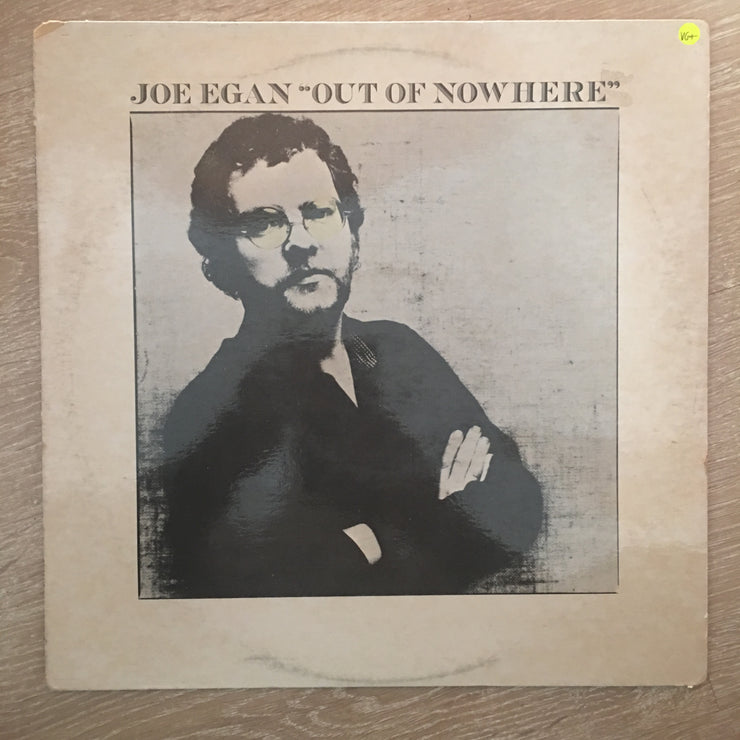 VG+
JOE EGAN “OUT OF NOWHERE”